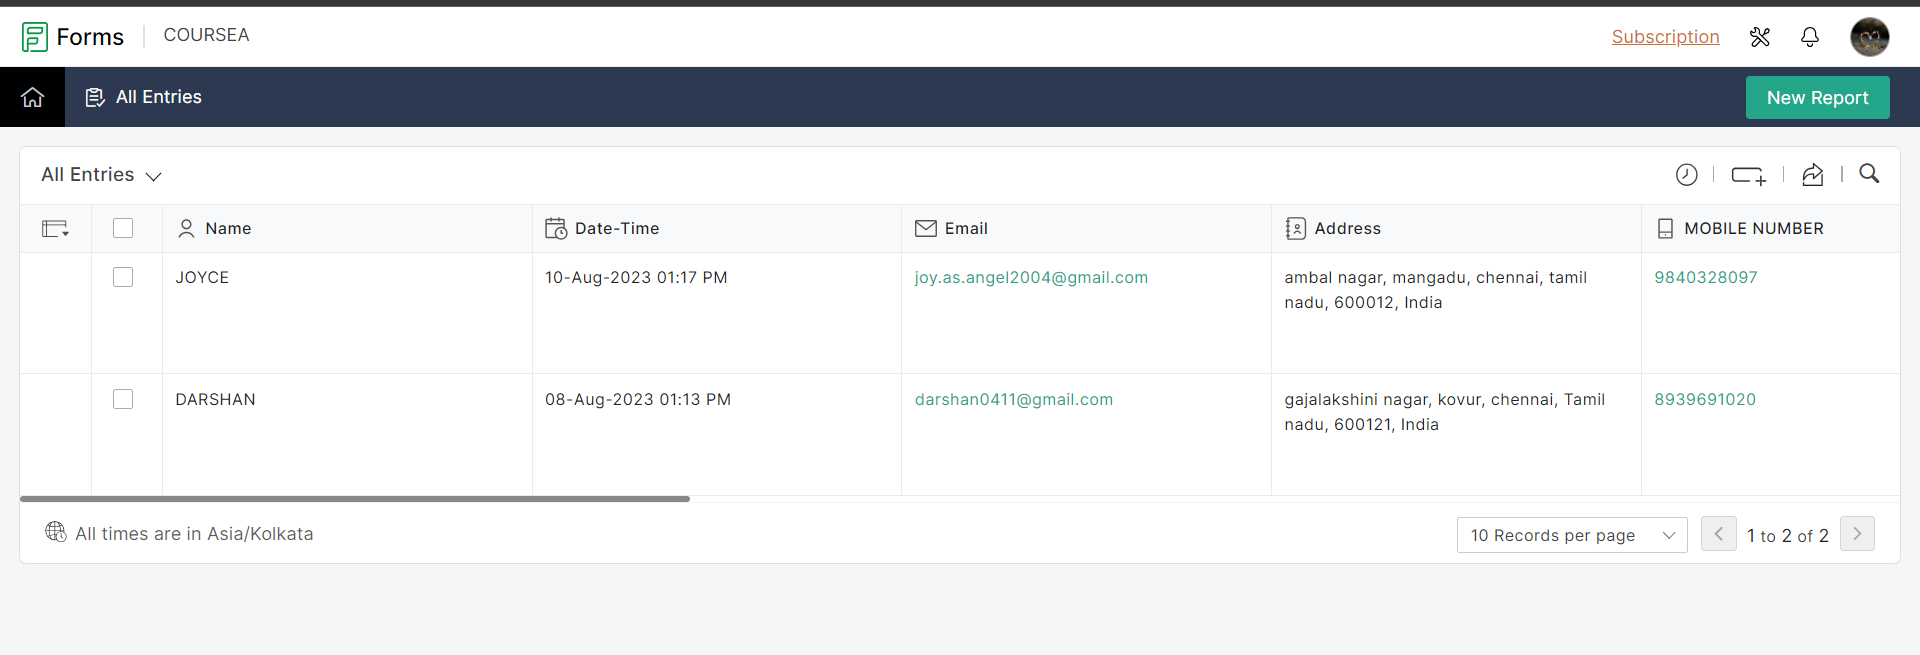 Forms
COURSEA
Subscription
All Entries
New Report
All Entries
Name
Date-Time
Email
Address
MOBILE NUMBER
JOYCE
10-Aug-2023 01:17 PM
joy.as.angel2004@gmail.com
ambal nagar, mangadu, chennai, tamil
nadu, 600012, India
9840328097
DARSHAN
08-Aug-2023 01:13 PM
darshan0411@gmail.com
gajalakshini nagar, kovur, chennai, Tamil
nadu, 600121, India
8939691020
All times are in Asia/Kolkata
10 Records per page
1 to 2 of 2